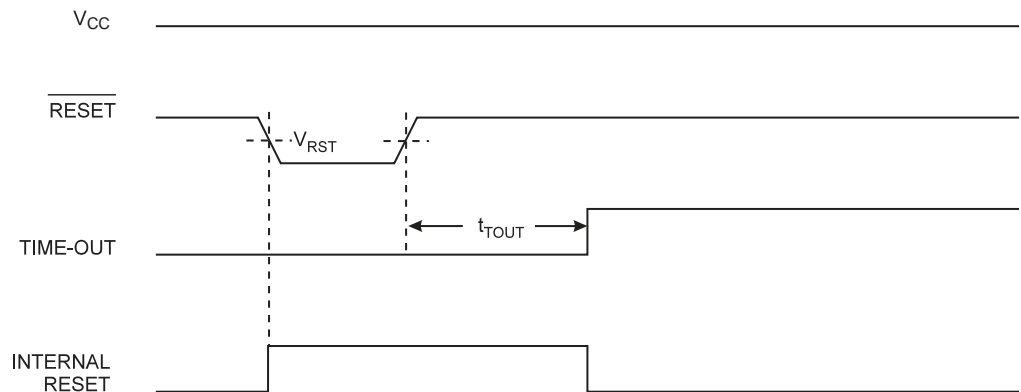 VCC
RESET
VRST
tTOUT
TIME-OUT
INTERNAL
RESET